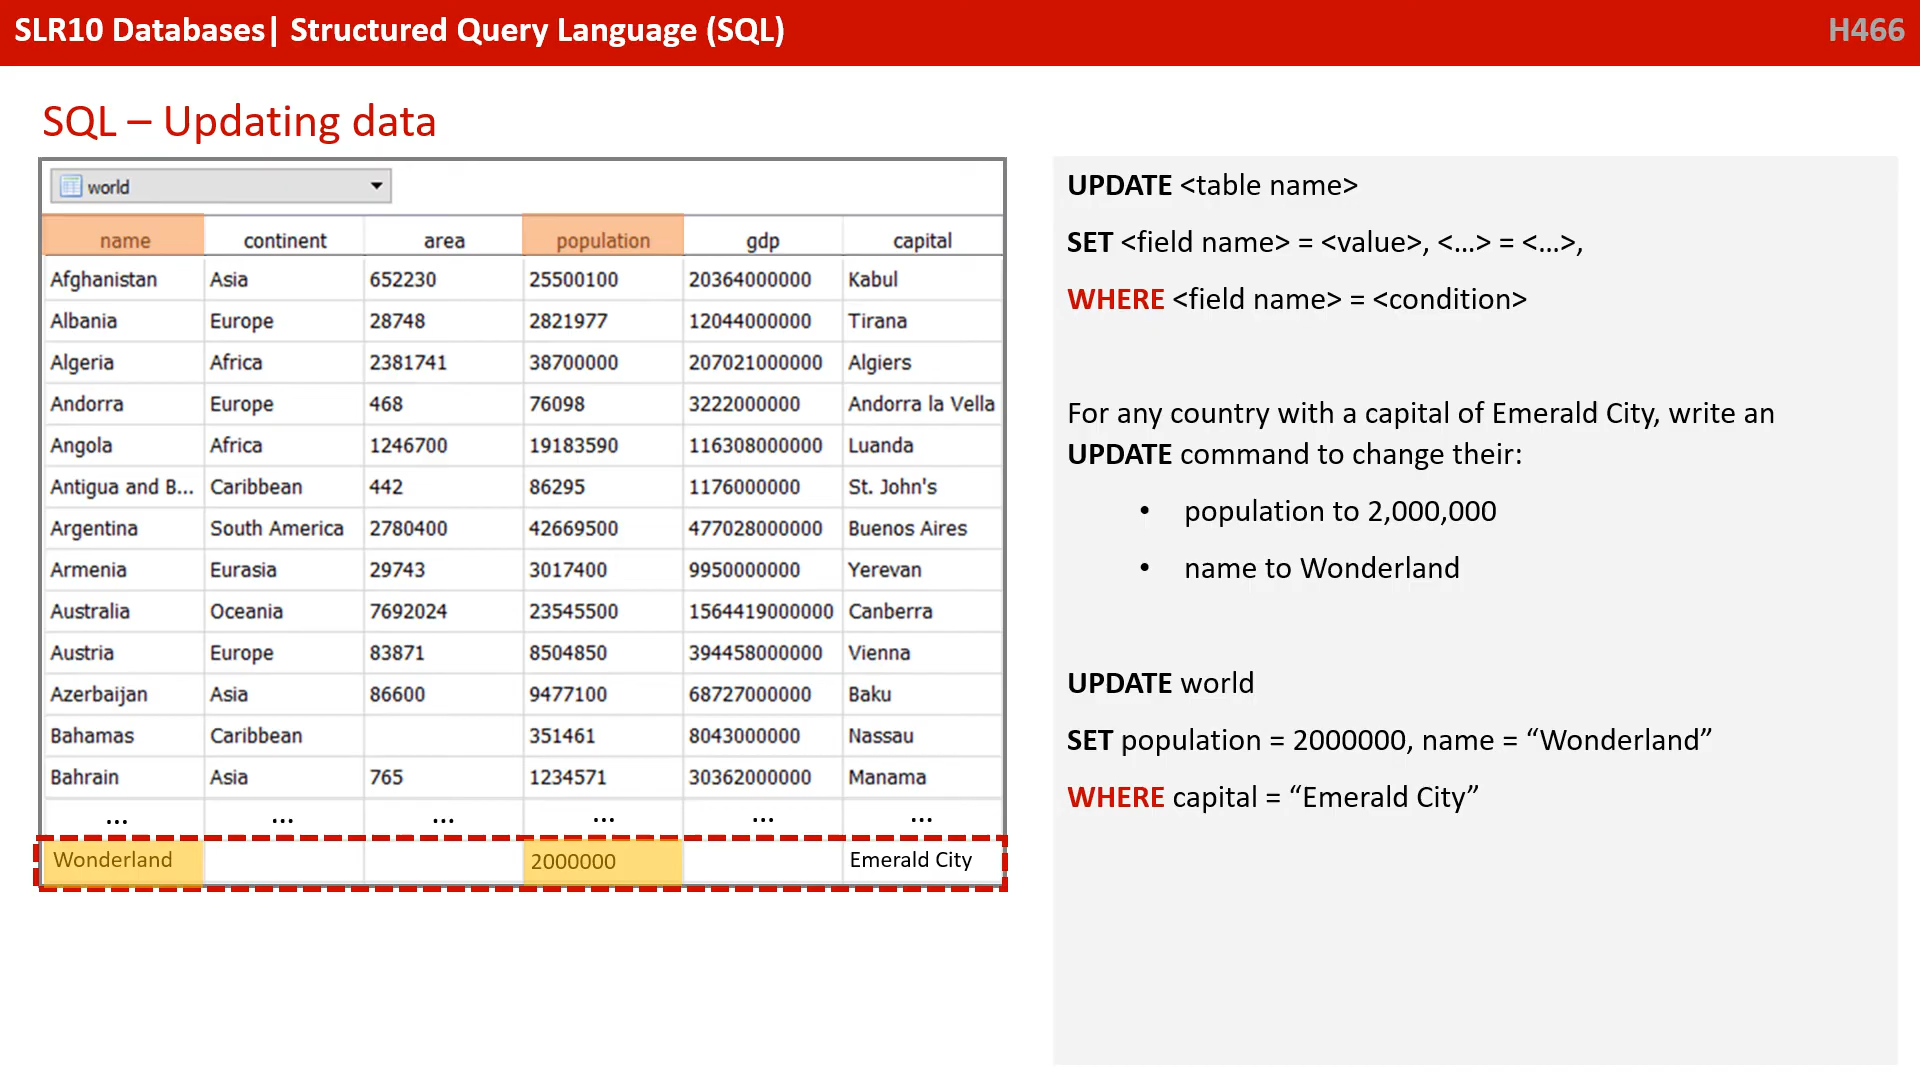 SLR10 Databases| Structured Query Language (SQL)
H466
SQL – Updating data
world
name continent area population gdp capital
Afghanistan Asia 652230 25500100 20364000000 Kabul
Albania Europe 28748 2821977 12044000000 Tirana
Algeria Africa 2381741 38700000 207021000000 Algiers
Andorra Europe 468 76098 3222000000 Andorra la Vella
Angola Africa 1246700 19183590 116308000000 Luanda
Antigua and B... Caribbean 442 86295 1176000000 St. John's
Argentina South America 2780400 42669500 477028000000 Buenos Aires
Armenia Eurasia 29743 3017400 9950000000 Yerevan
Australia Oceania 7692024 23545500 1564419000000 Canberra
Austria Europe 83871 8504850 394458000000 Vienna
Azerbaijan Asia 86600 9477100 68727000000 Baku
Bahamas Caribbean 351461 8043000000 Nassau
Bahrain Asia 765 1234571 30362000000 Manama
... ... ... ... ... ...
Wonderland 2000000 Emerald City
UPDATE <table name>
SET <field name> = <value>, <...> = <...>,
WHERE <field name> = <condition>
For any country with a capital of Emerald City, write an
UPDATE command to change their:
• population to 2,000,000
• name to Wonderland
UPDATE world
SET population = 2000000, name = “Wonderland”
WHERE capital = “Emerald City”